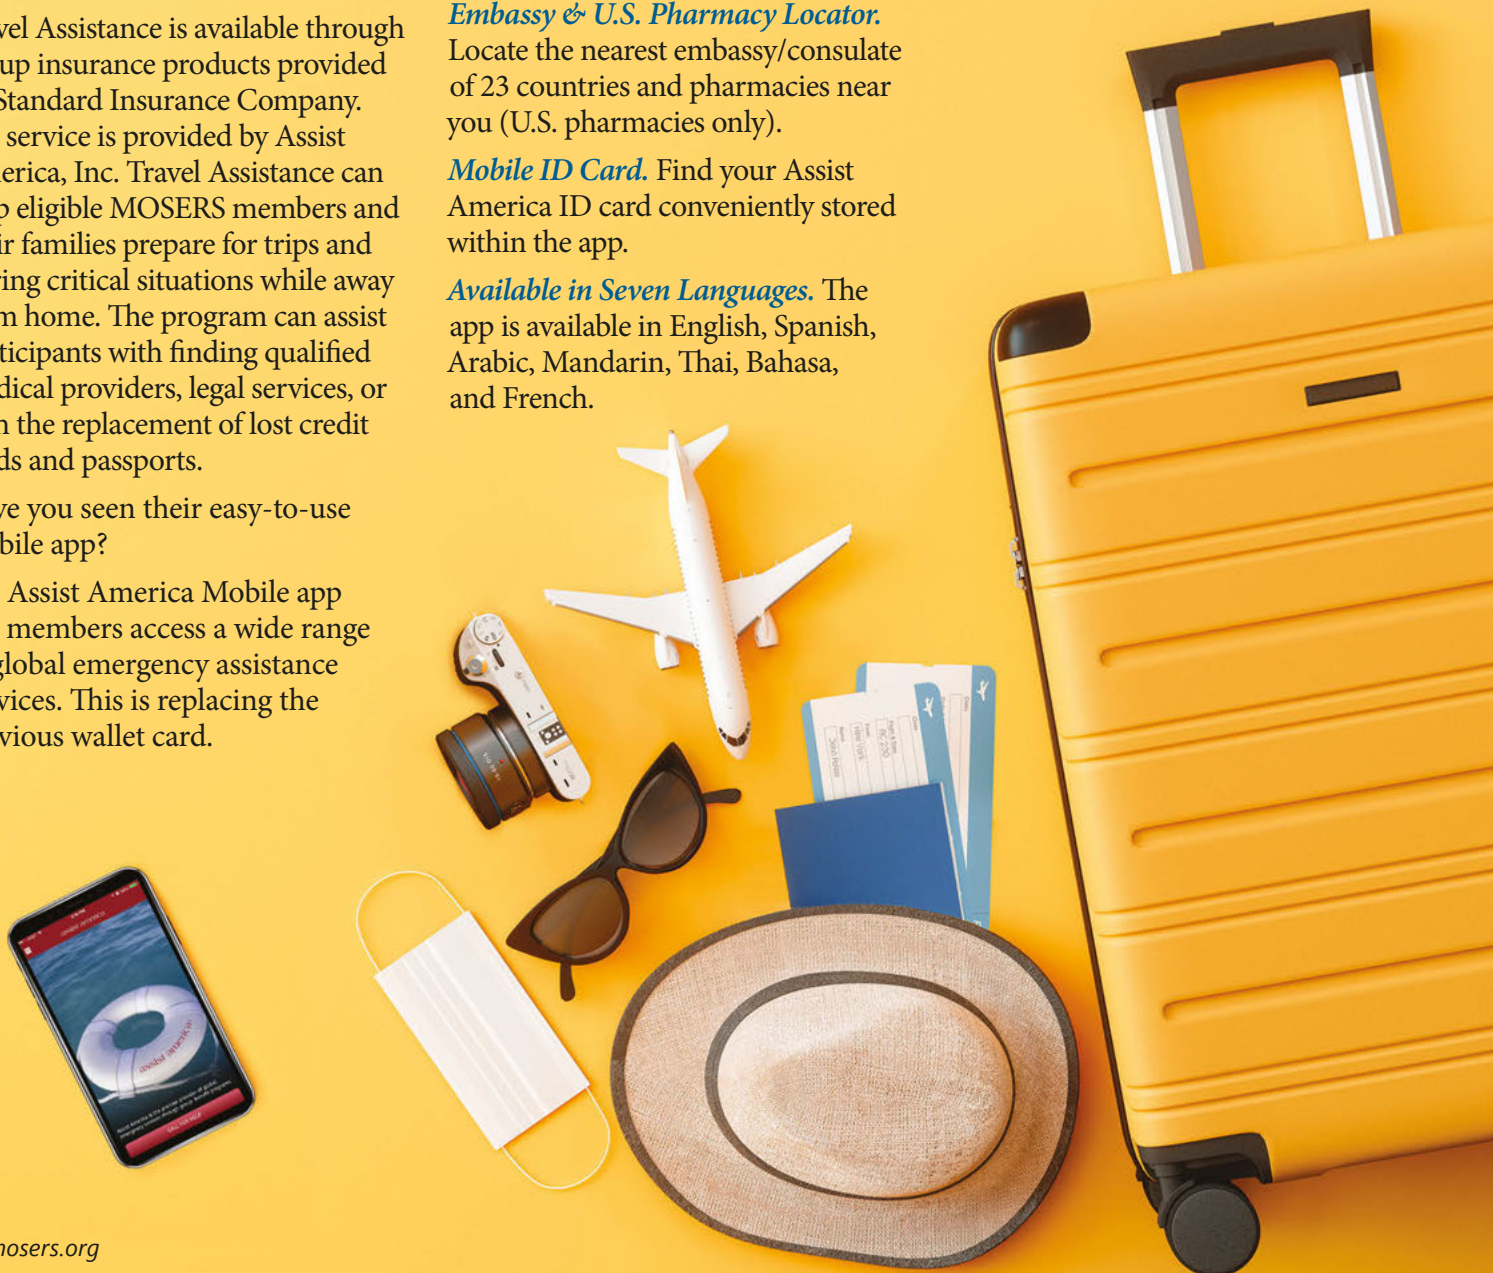 vel Assistance is available through
up insurance products provided
Standard Insurance Company.
service is provided by Assist
erica, Inc. Travel Assistance can
p eligible MOSERS members and
ir families prepare for trips and
ring critical situations while away
m home. The program can assist
ticipants with finding qualified
dical providers, legal services, or
n the replacement of lost credit
ds and passports.
ve you seen their easy-to-use
bile app?
Assist America Mobile app
members access a wide range
global emergency assistance
vices. This is replacing the
vious wallet card.
Embassy & U.S. Pharmacy Locator.
Locate the nearest embassy/consulate
of 23 countries and pharmacies near
you (U.S. pharmacies only).
Mobile ID Card. Find your Assist
America ID card conveniently stored
within the app.
Available in Seven Languages. The
app is available in English, Spanish,
Arabic, Mandarin, Thai, Bahasa,
and French.
New York
assist america
nosers.org